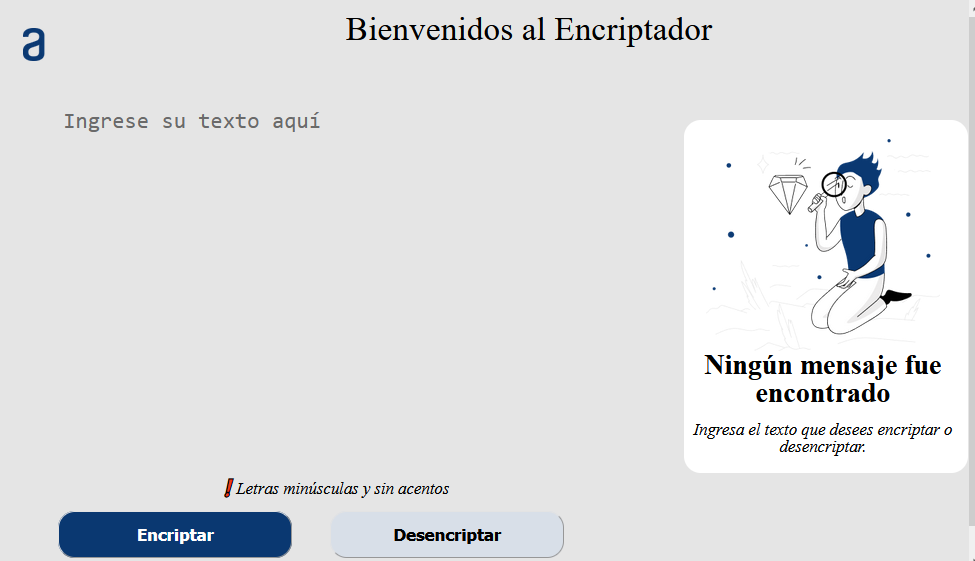 a
Bienvenidos al Encriptador
Ingrese su texto aquí
Ningún mensaje fue
encontrado
Ingresa el texto que desees encriptar o
desencriptar.
❗Letras minúsculas y sin acentos
Encriptar
Desencriptar